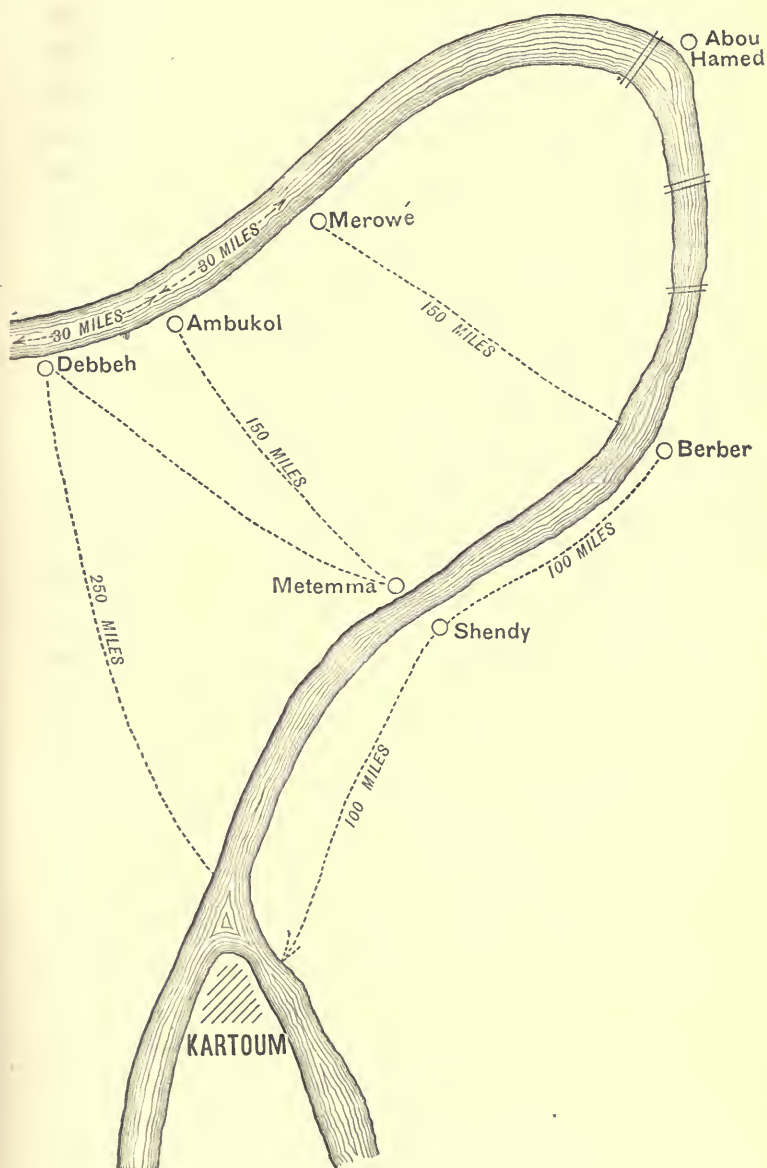 Abou
Hamed
Merowé
30 MILES
30 MILES
150 MILES
Ambukol
Debbeh
150 MILES
Berber
100 MILES
Metemma
250 MILES
Shendy
100 MILES
KARTOUM